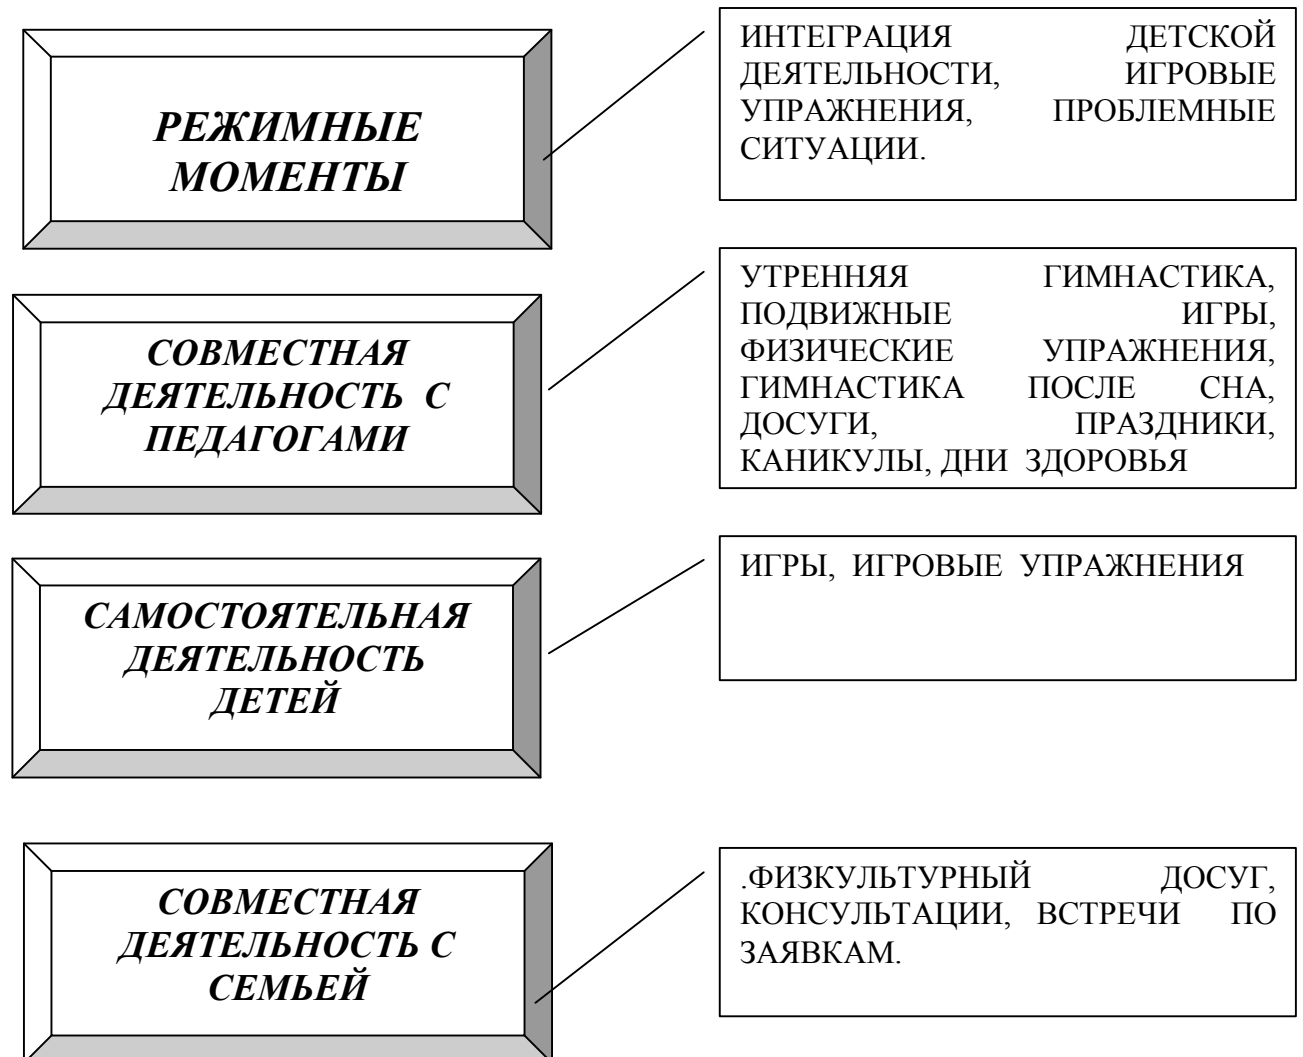 РЕЖИМНЫЕ
МОМЕНТЫ
ИНТЕГРАЦИЯ ДЕТСКОЙ
ДЕЯТЕЛЬНОСТИ, ИГРОВЫЕ
УПРАЖНЕНИЯ, ПРОБЛЕМНЫЕ
СИТУАЦИИ.
СОВМЕСТНАЯ
ДЕЯТЕЛЬНОСТЬ С
ПЕДАГОГАМИ
УТРЕННЯЯ ГИМНАСТИКА,
ПОДВИЖНЫЕ ИГРЫ,
ФИЗИЧЕСКИЕ УПРАЖНЕНИЯ,
ГИМНАСТИКА ПОСЛЕ СНА,
ДОСУГИ, ПРАЗДНИКИ,
КАНИКУЛЫ, ДНИ ЗДОРОВЬЯ
САМОСТОЯТЕЛЬНАЯ
ДЕЯТЕЛЬНОСТЬ
ДЕТЕЙ
ИГРЫ, ИГРОВЫЕ УПРАЖНЕНИЯ
СОВМЕСТНАЯ
ДЕЯТЕЛЬНОСТЬ С
СЕМЬЕЙ
.ФИЗКУЛЬТУРНЫЙ ДОСУГ,
КОНСУЛЬТАЦИИ, ВСТРЕЧИ ПО
ЗАЯВКАМ.